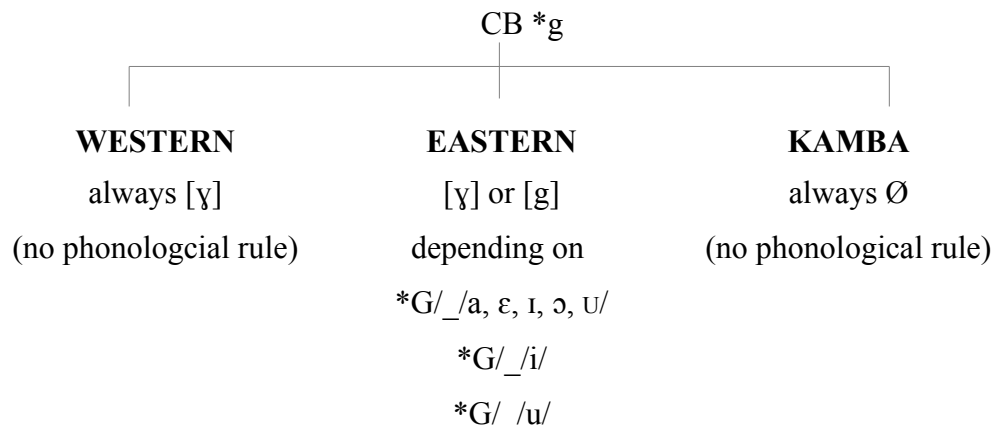 CB *g
WESTERN EASTERN KAMBA
always [ɣ] [ɣ] or [g] always Ø
(no phonologcial rule) depending on (no phonological rule)
*G/_/a, ɛ, ɪ, ɔ, ʊ/
*G/_/i/
*G/_/u/